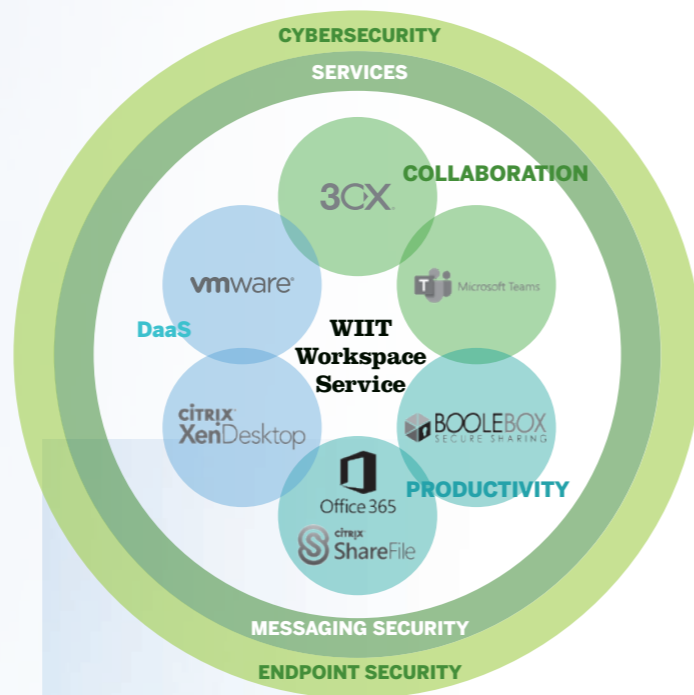 CYBERSECURITY
SERVICES
COLLABORATION
3CX
vmware®
Microsoft Teams
DaaS
WIIT
Workspace
Service
CITRIX®
XenDesktop
BOOLEBOX
SECURE SHARING
PRODUCTIVITY
Office 365
CITRIX
ShareFile
MESSAGING SECURITY
ENDPOINT SECURITY